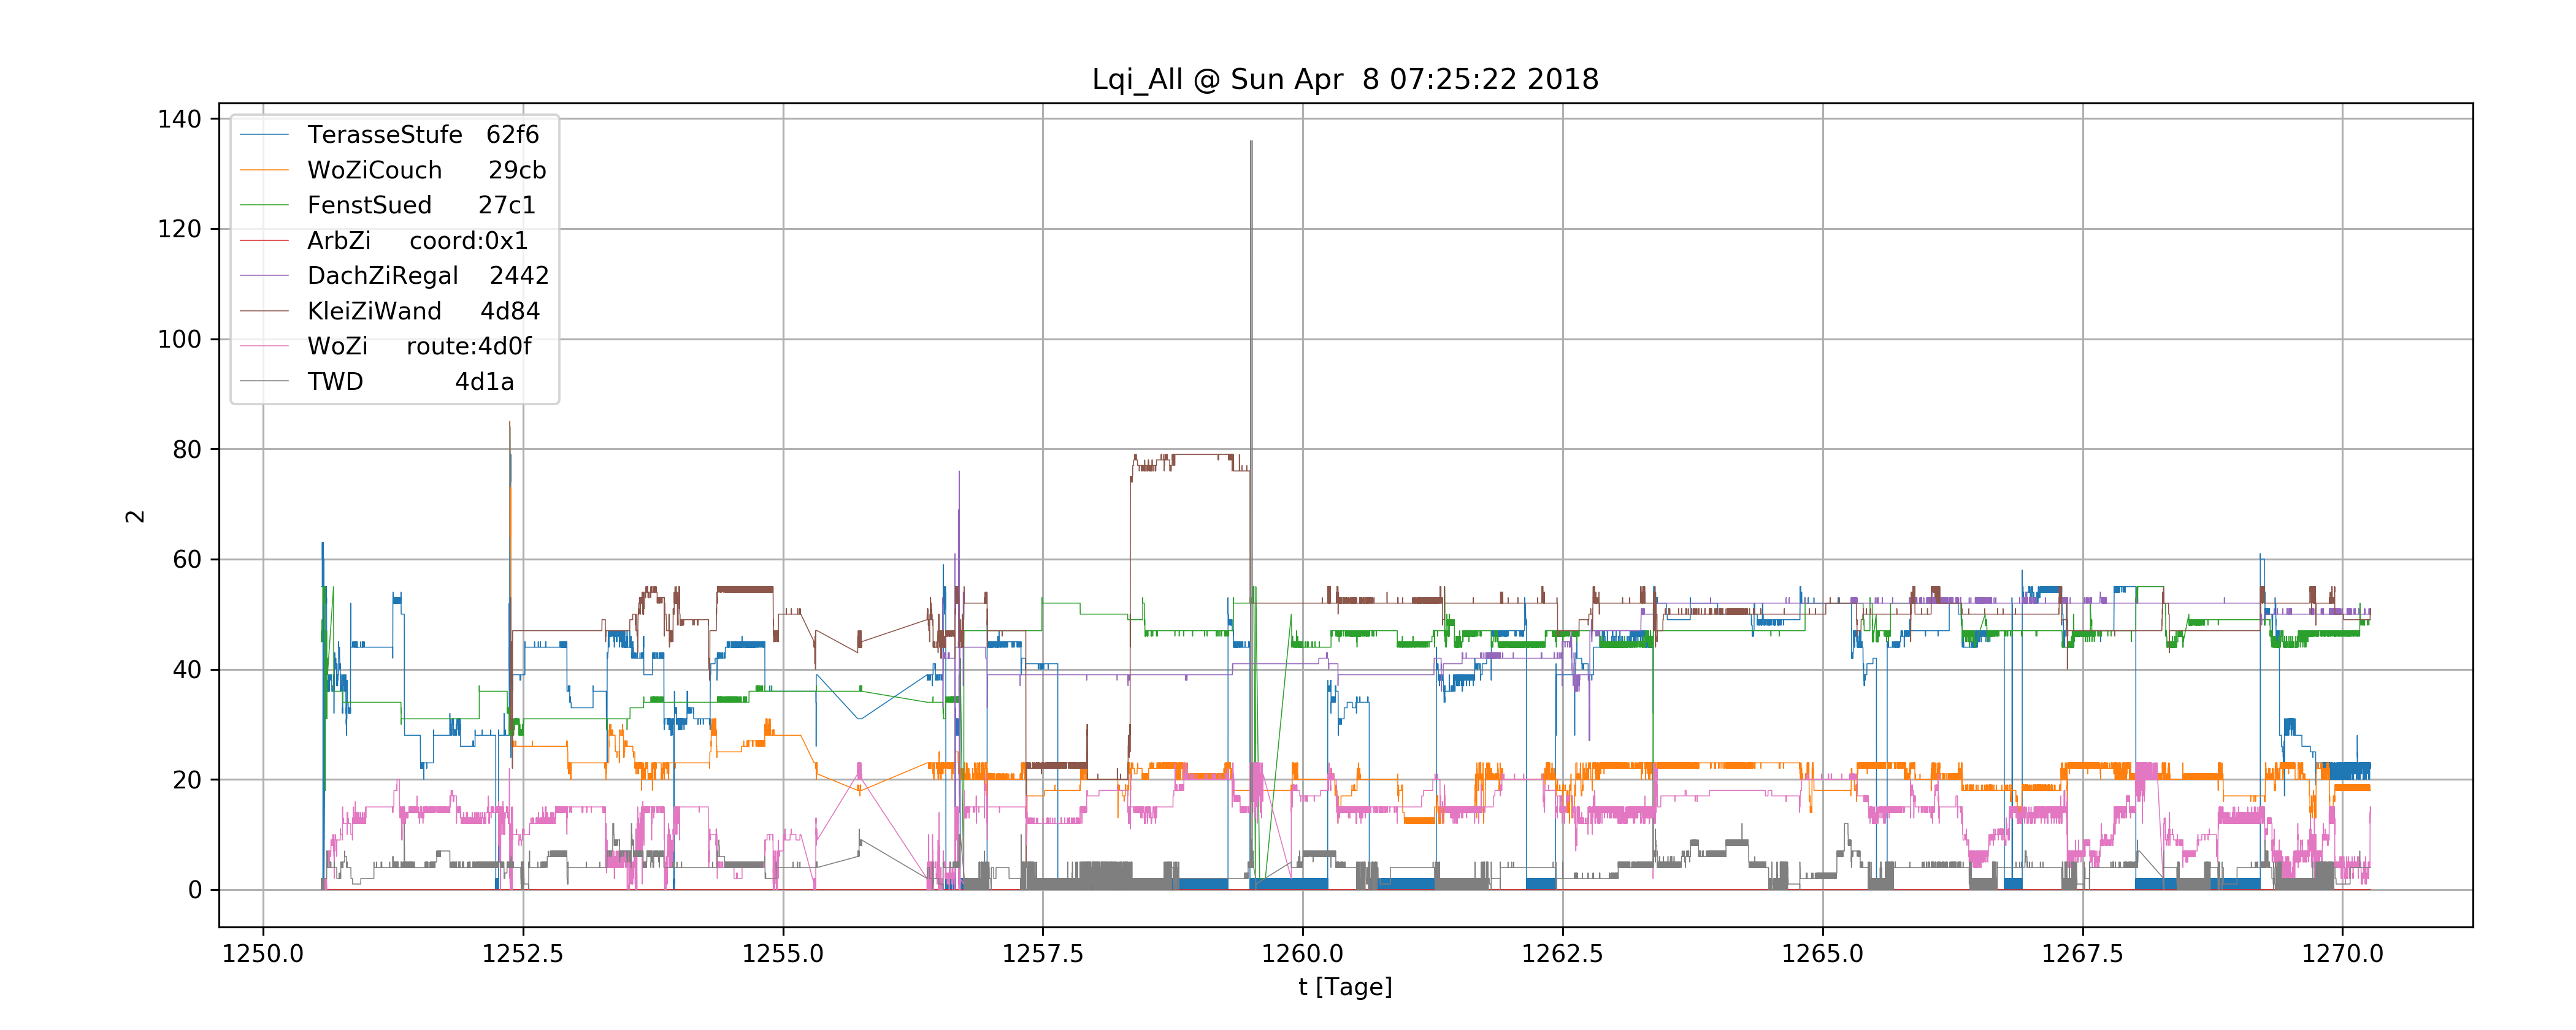 Lqi_All @ Sun Apr  8 07:25:22 2018
140
120
100
80
60
40
20
0
2
TerasseStufe   62f6
WoZiCouch      29cb
FenstSued      27c1
ArbZi     coord:0x1
DachZiRegal    2442
KleiZiWand     4d84
WoZi     route:4d0f
TWD            4d1a
1250.0 1252.5 1255.0 1257.5 1260.0 1262.5 1265.0 1267.5 1270.0
t [Tage]